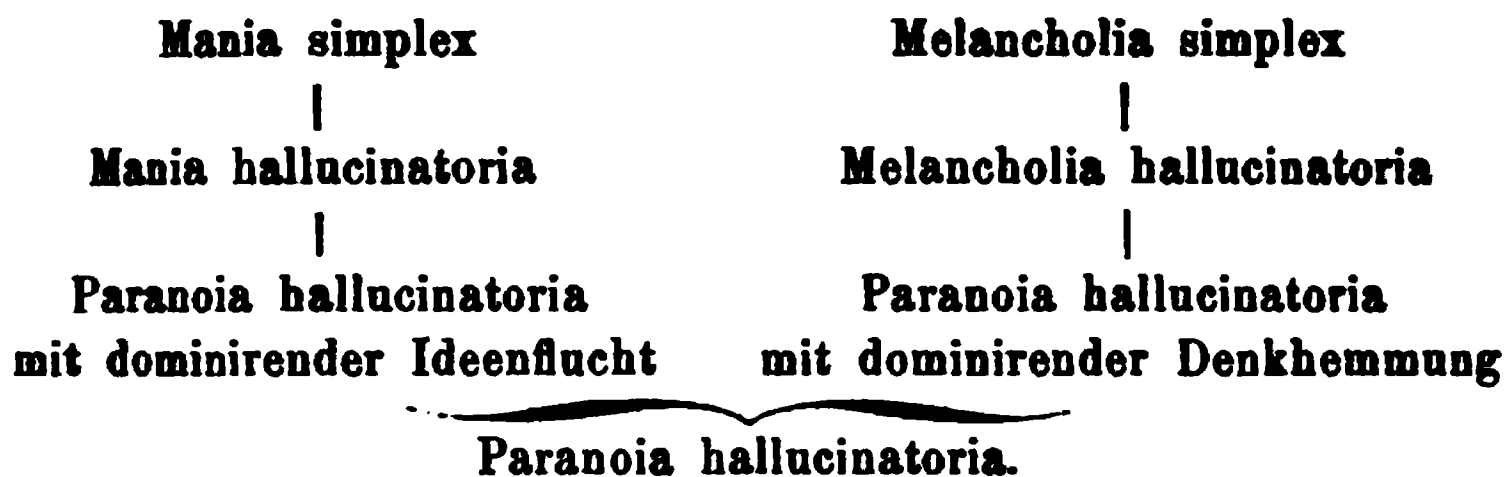 Mania simplex
Melancholia simplex
Mania hallucinatoria
Melancholia hallucinatoria
Paranoia hallucinatoria
mit dominirender Ideenflucht
Paranoia hallucinatoria
mit dominirender Denkhemmung
Paranoia hallucinatoria.